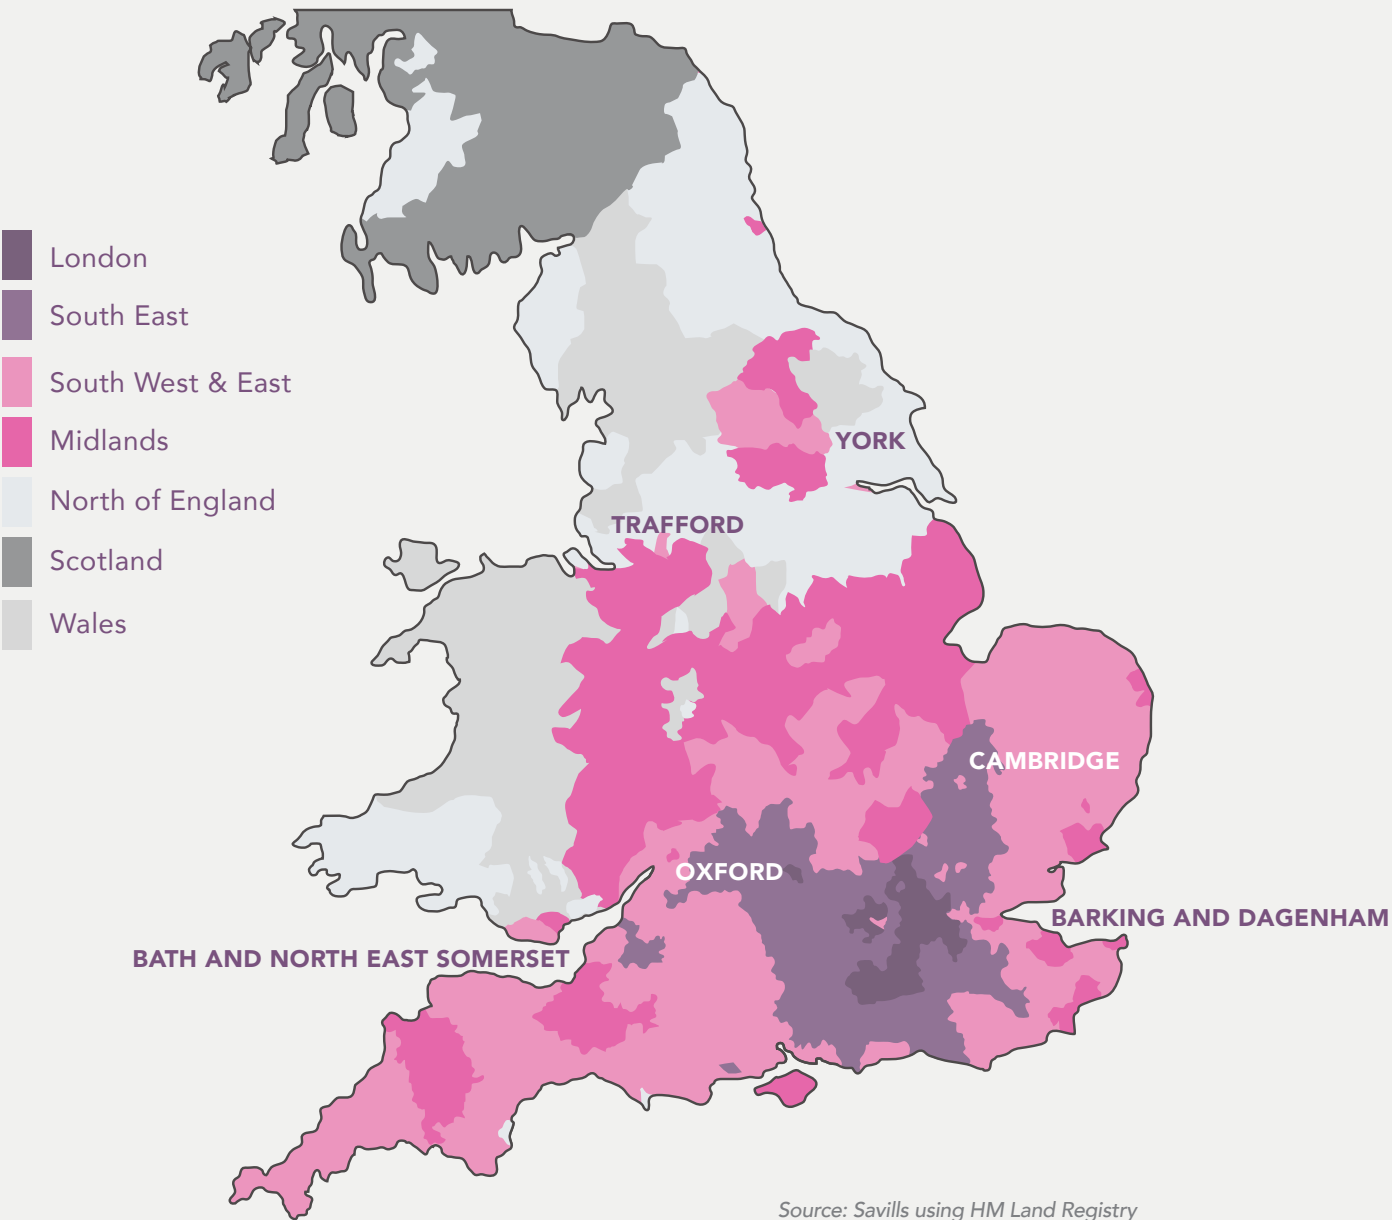 London
South East
South West & East
Midlands
North of England
Scotland
Wales
YORK
TRAFFORD
CAMBRIDGE
OXFORD
BARKING AND DAGENHAM
BATH AND NORTH EAST SOMERSET
Source: Savills using HM Land Registry